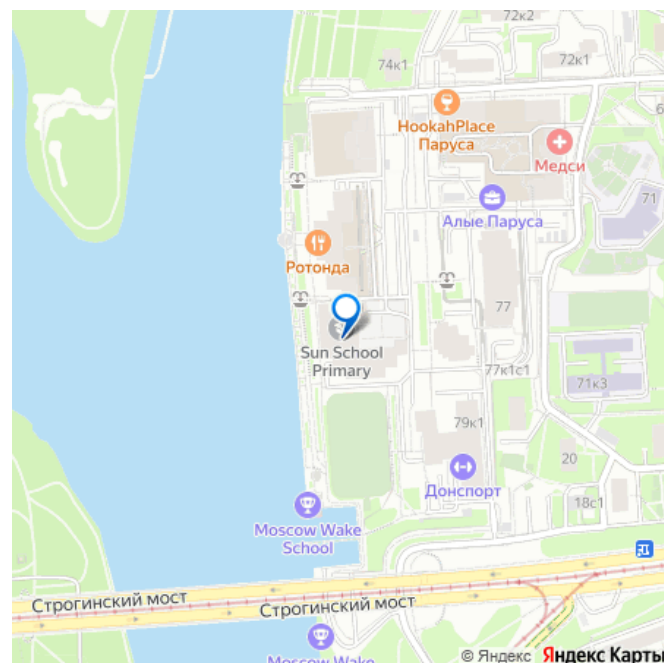 72к2
74к1
72к1
HookahPlace
Паруса
Медси
71
Алые Паруса
Ротонда
77
Sun School
Primary
77к1с1
71к3
79к1
20
Донспорт
18с1
Moscow Wake
School
Строгинский мост
Строгинский мост
Moscow Wake
© Яндекс Яндекс Карты